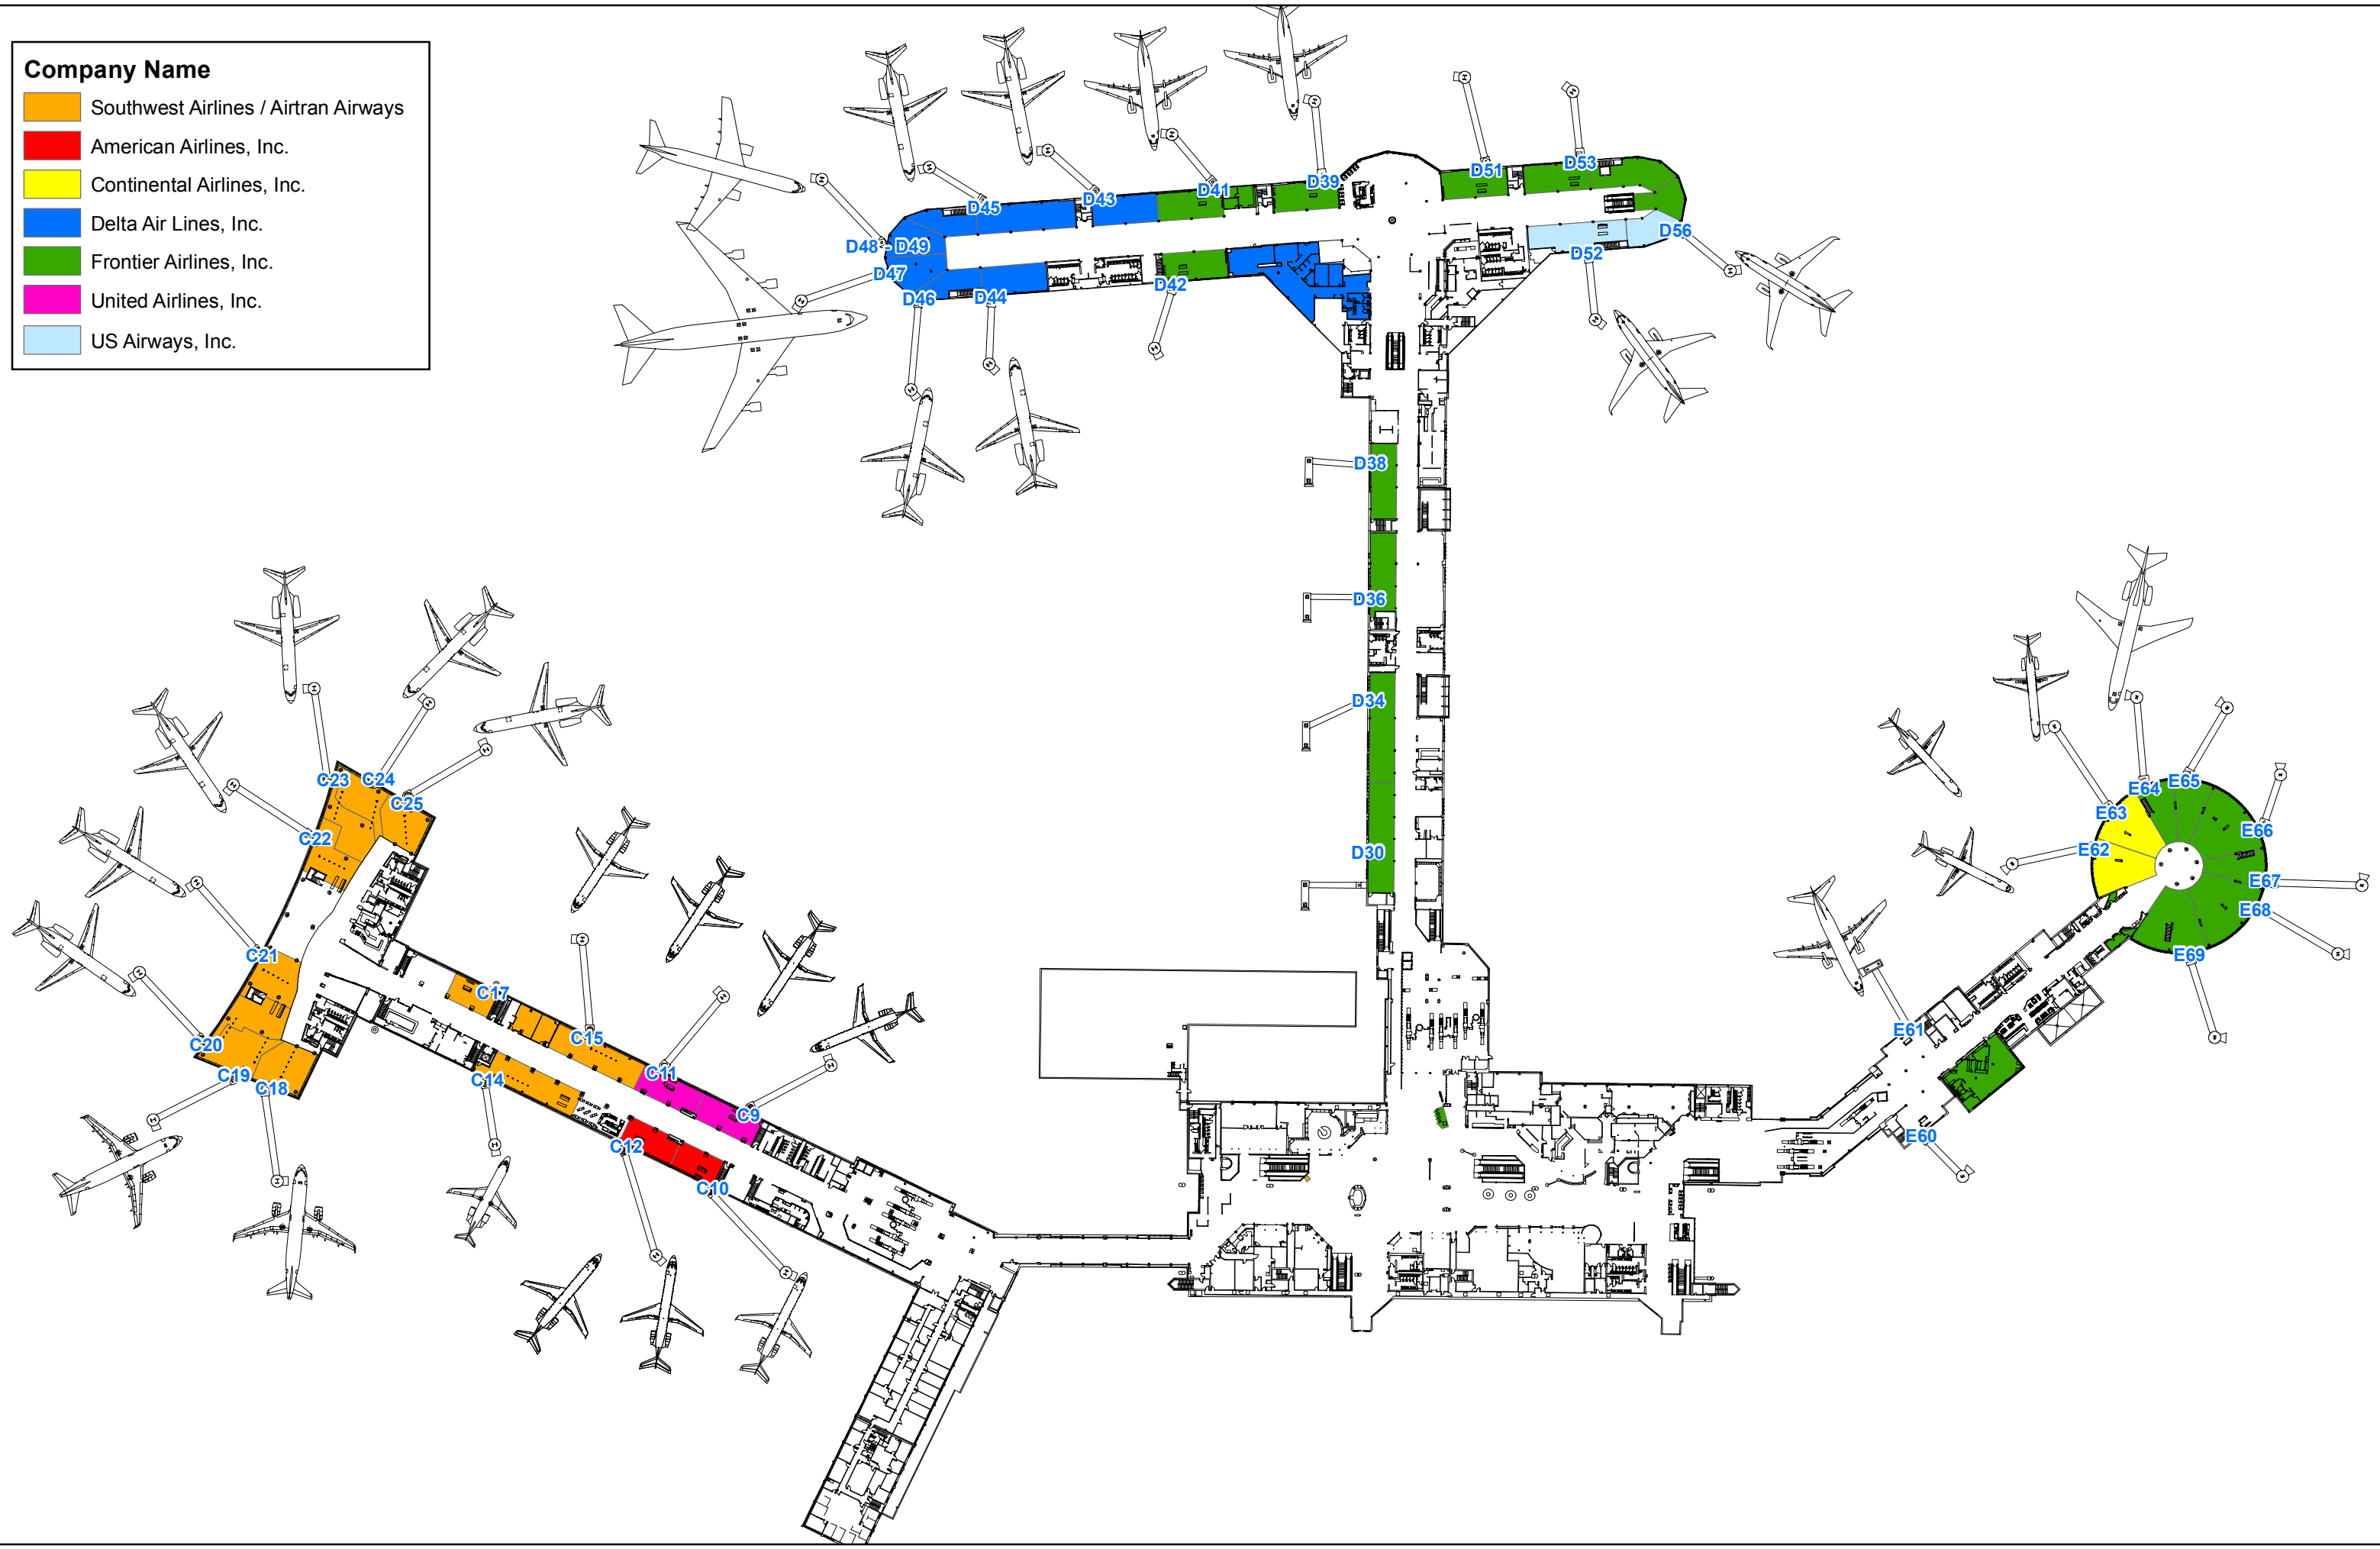 Company Name
Southwest Airlines / Airtran Airways
American Airlines, Inc.
Continental Airlines, Inc.
Delta Air Lines, Inc.
Frontier Airlines, Inc.
United Airlines, Inc.
US Airways, Inc.
D51
D53
D39
D41
D43
D45
D48 - D49
D47
D46
D44
D42
D52
D56
D38
D36
D34
D30
C23
C24
C25
C22
C21
C20
C19
C18
C17
C15
C14
C11
C9
C12
C10
E65
E64
E63
E66
E62
E67
E68
E69
E61
E60